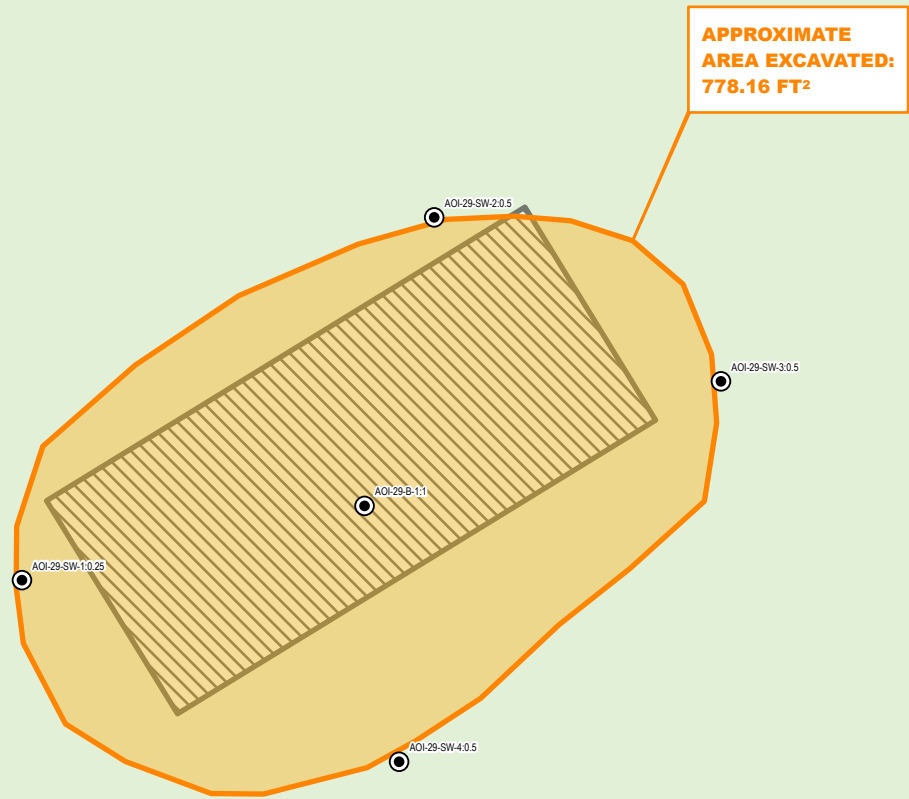 APPROXIMATE
AREA EXCAVATED:
778.16 FT²
AOI-29-SW-2:0.5
AOI-29-SW-3:0.5
AOI-29-B-1:1
AOI-29-SW-1:0.25
AOI-29-SW-4:0.5